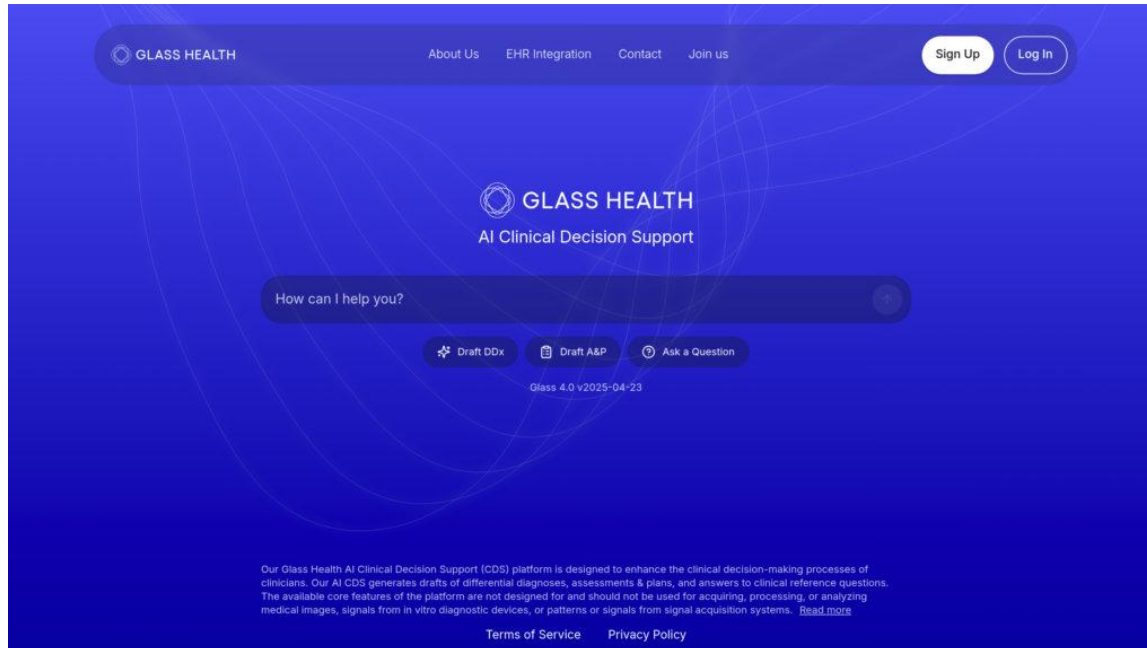 GLASS HEALTH
About Us
EHR Integration
Contact
Join us
Sign Up
Log In
GLASS HEALTH
AI Clinical Decision Support
How can I help you?
Draft DDx
Draft A&P
Ask a Question
Glass 4.0 v2025-04-23
Our Glass Health AI Clinical Decision Support (CDS) platform is designed to enhance the clinical decision-making processes of
clinicians. Our AI CDS generates drafts of differential diagnoses, assessments & plans, and answers to clinical reference questions.
The available core features of the platform are not designed for and should not be used for acquiring, processing, or analyzing
medical images, signals from in vitro diagnostic devices, or patterns or signals from signal acquisition systems. Read more
Terms of Service
Privacy Policy